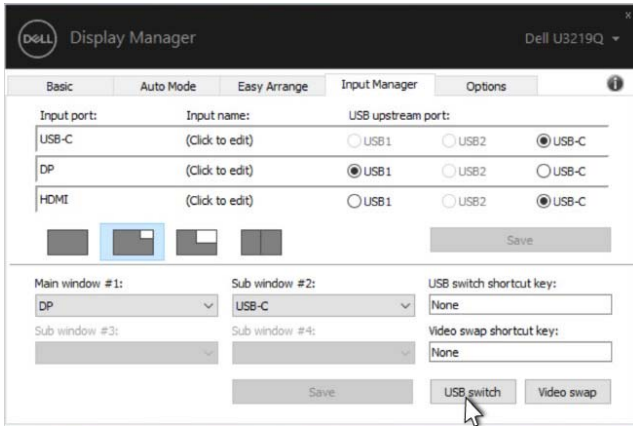 DELL Display Manager Dell U3219Q
x
Basic Auto Mode Easy Arrange Input Manager Options i
Input port: Input name: USB upstream port:
USB-C (Click to edit) USB1 USB2 USB-C
DP (Click to edit) USB1 USB2 USB-C
HDMI (Click to edit) USB1 USB2 USB-C
Save
Main window #1: Sub window #2: USB switch shortcut key:
DP USB-C None
Sub window #3: Sub window #4: Video swap shortcut key:
None
Save USB switch Video swap